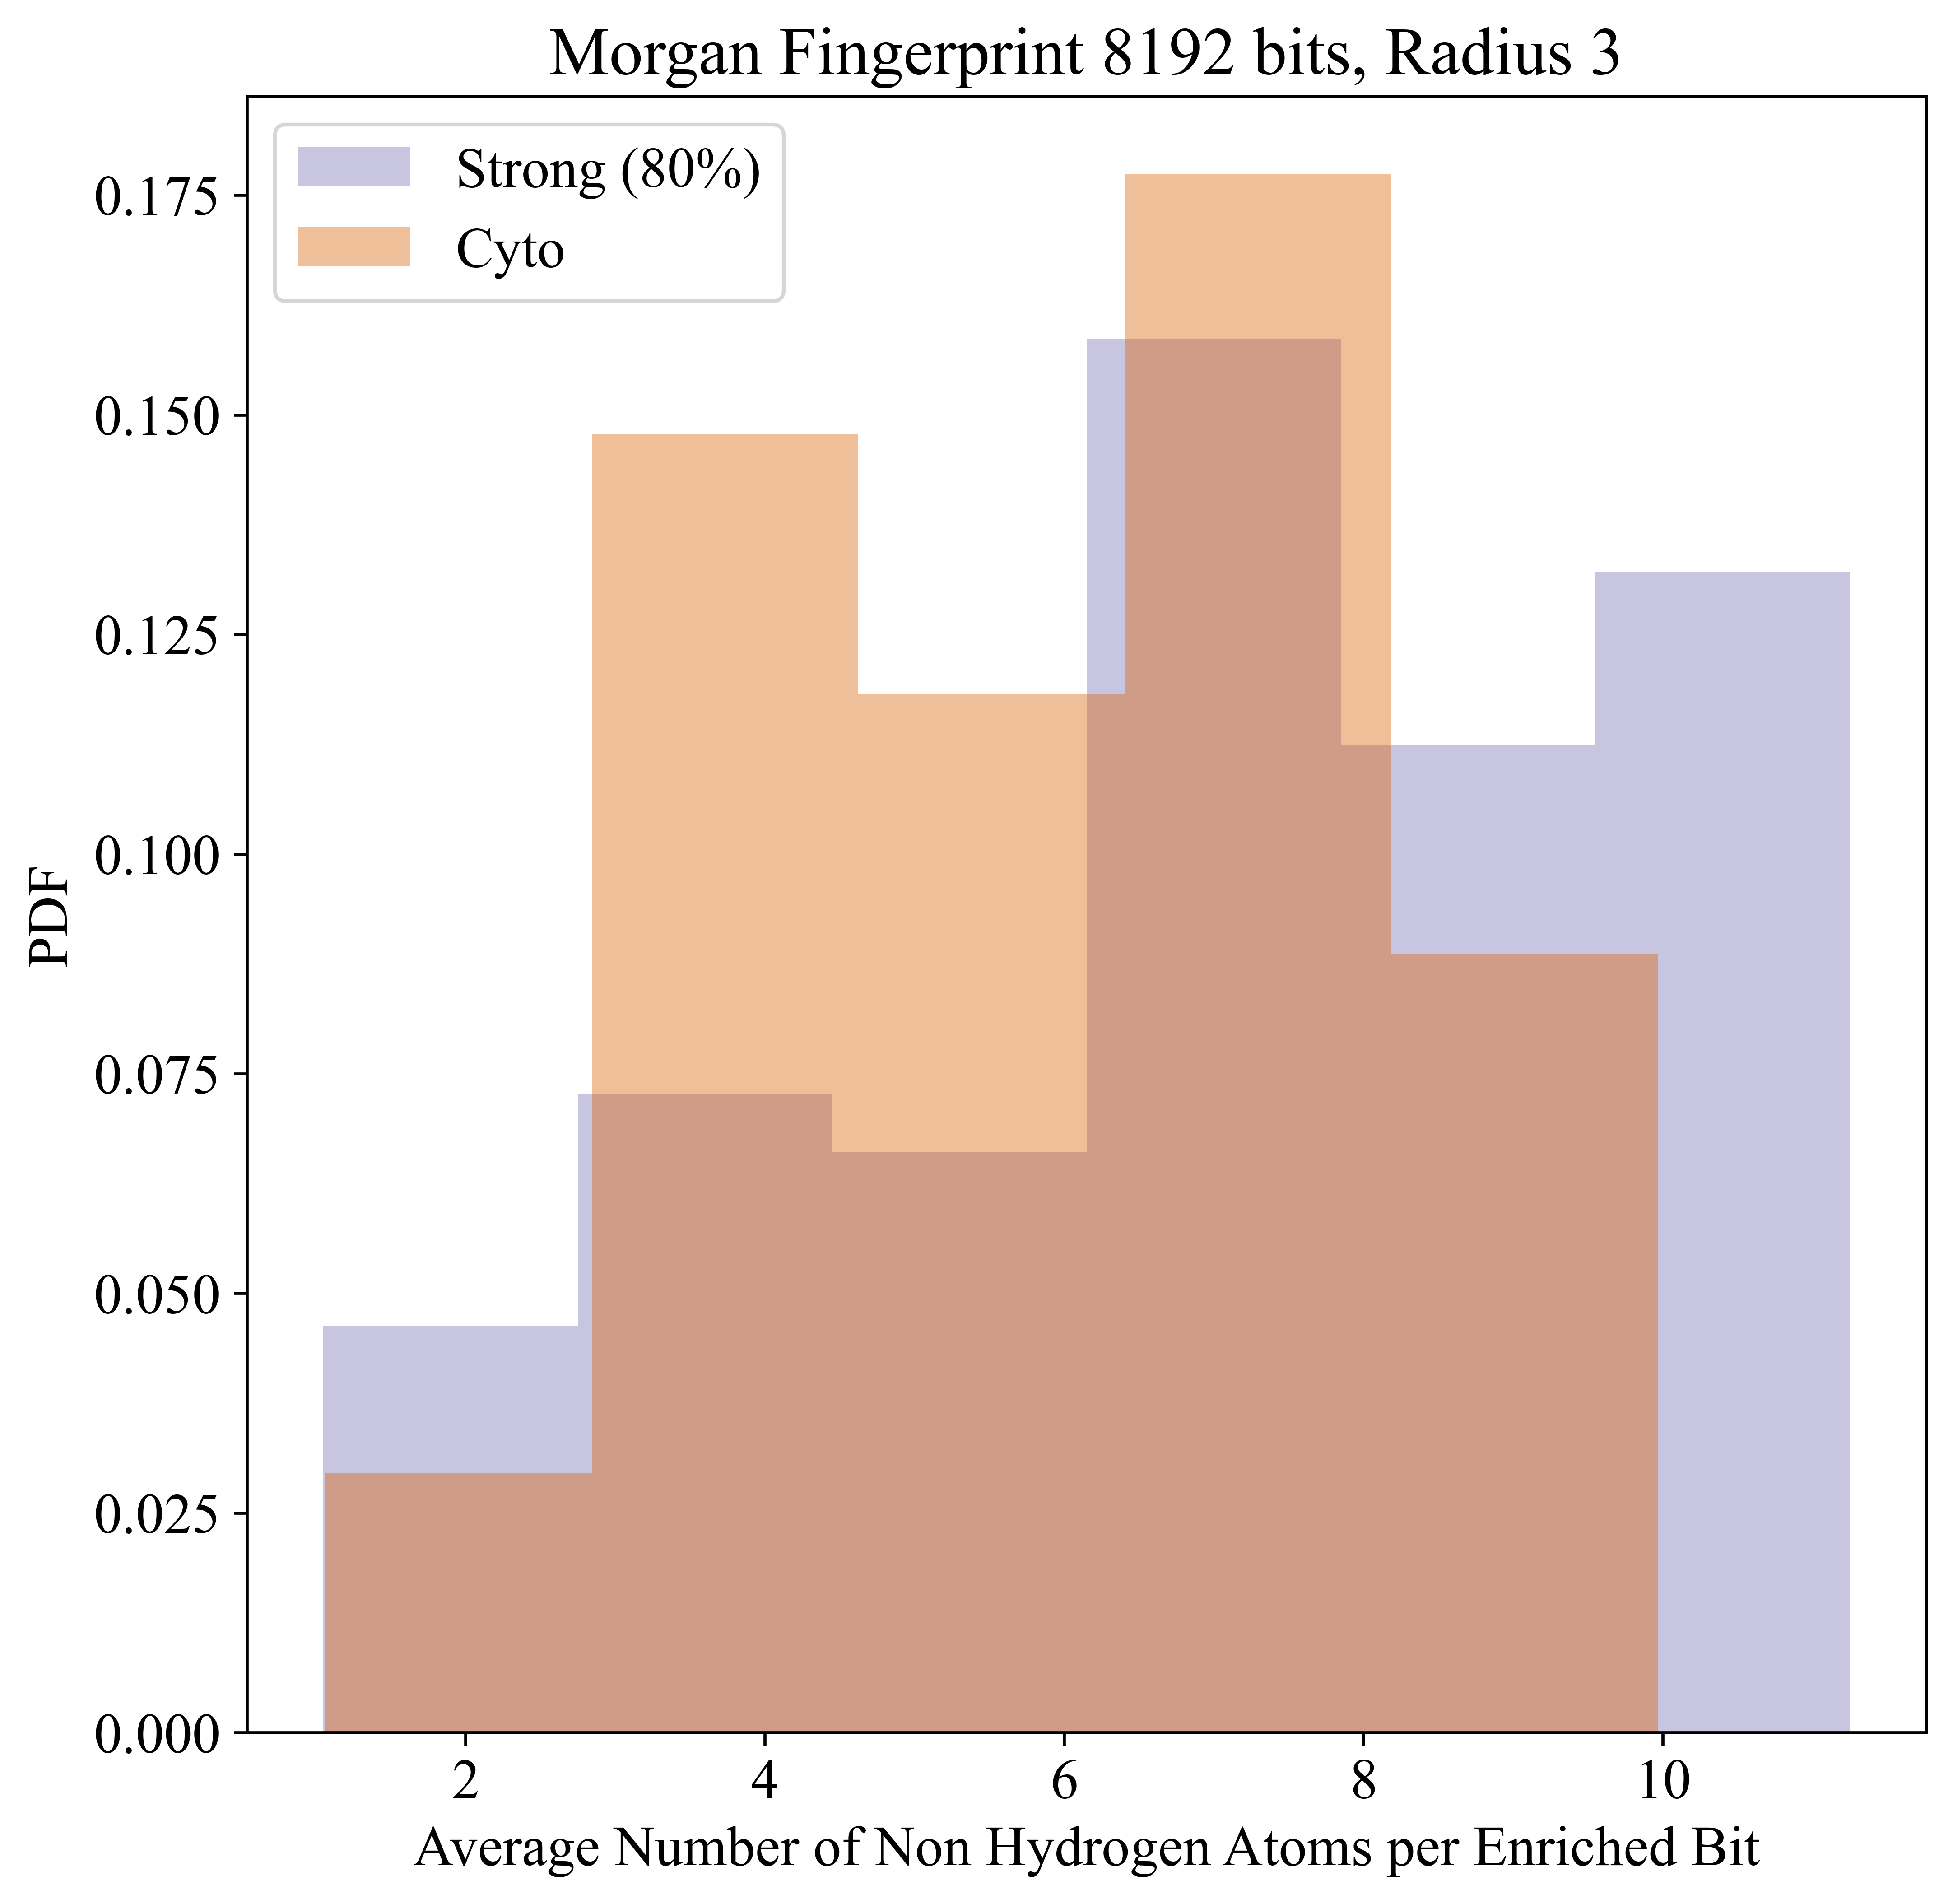 Morgan Fingerprint 8192 bits, Radius 3
Strong (80%)
Cyto
0.175
0.150
0.125
0.100
0.075
0.050
0.025
0.000
PDF
2 4 6 8 10
Average Number of Non Hydrogen Atoms per Enriched Bit